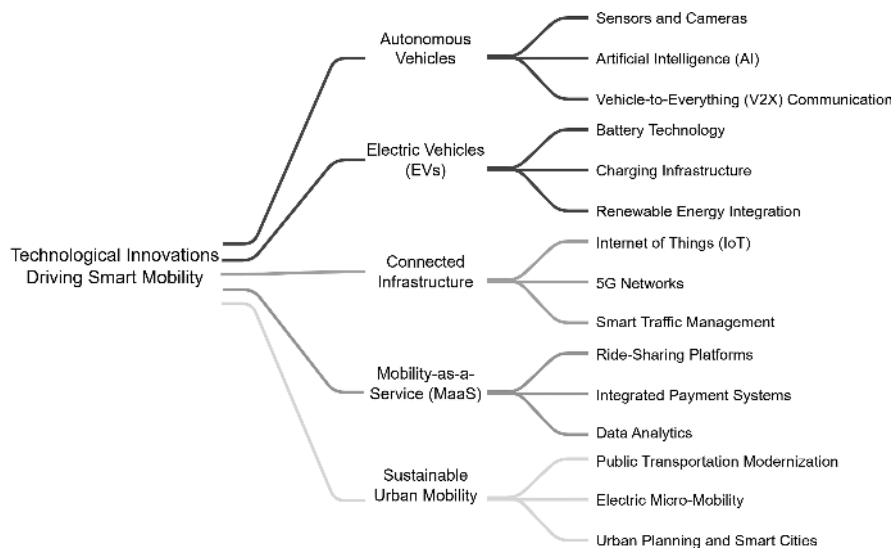 Technological Innovations
Driving Smart Mobility
Autonomous
Vehicles
Sensors and Cameras
Artificial Intelligence (AI)
Vehicle-to-Everything (V2X) Communication
Electric Vehicles
(EVs)
Battery Technology
Charging Infrastructure
Renewable Energy Integration
Connected
Infrastructure
Internet of Things (IoT)
5G Networks
Smart Traffic Management
Mobility-as-a-
Service (MaaS)
Ride-Sharing Platforms
Integrated Payment Systems
Data Analytics
Sustainable
Urban Mobility
Public Transportation Modernization
Electric Micro-Mobility
Urban Planning and Smart Cities